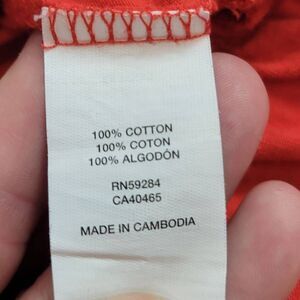 100% COTTON
100% COTON
100% ALGODÓN
RN59284
CA40465
MADE IN CAMBODIA